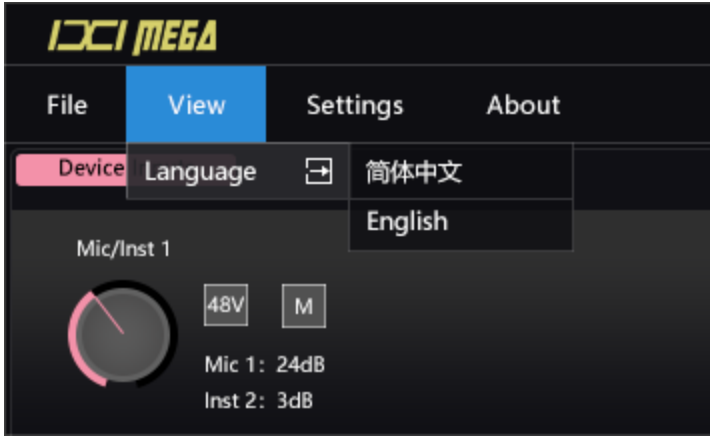 IXI MEGA
File View Settings About
Device
Language 简体中文
English
Mic/Inst 1
48V M
Mic 1: 24dB
Inst 2: 3dB